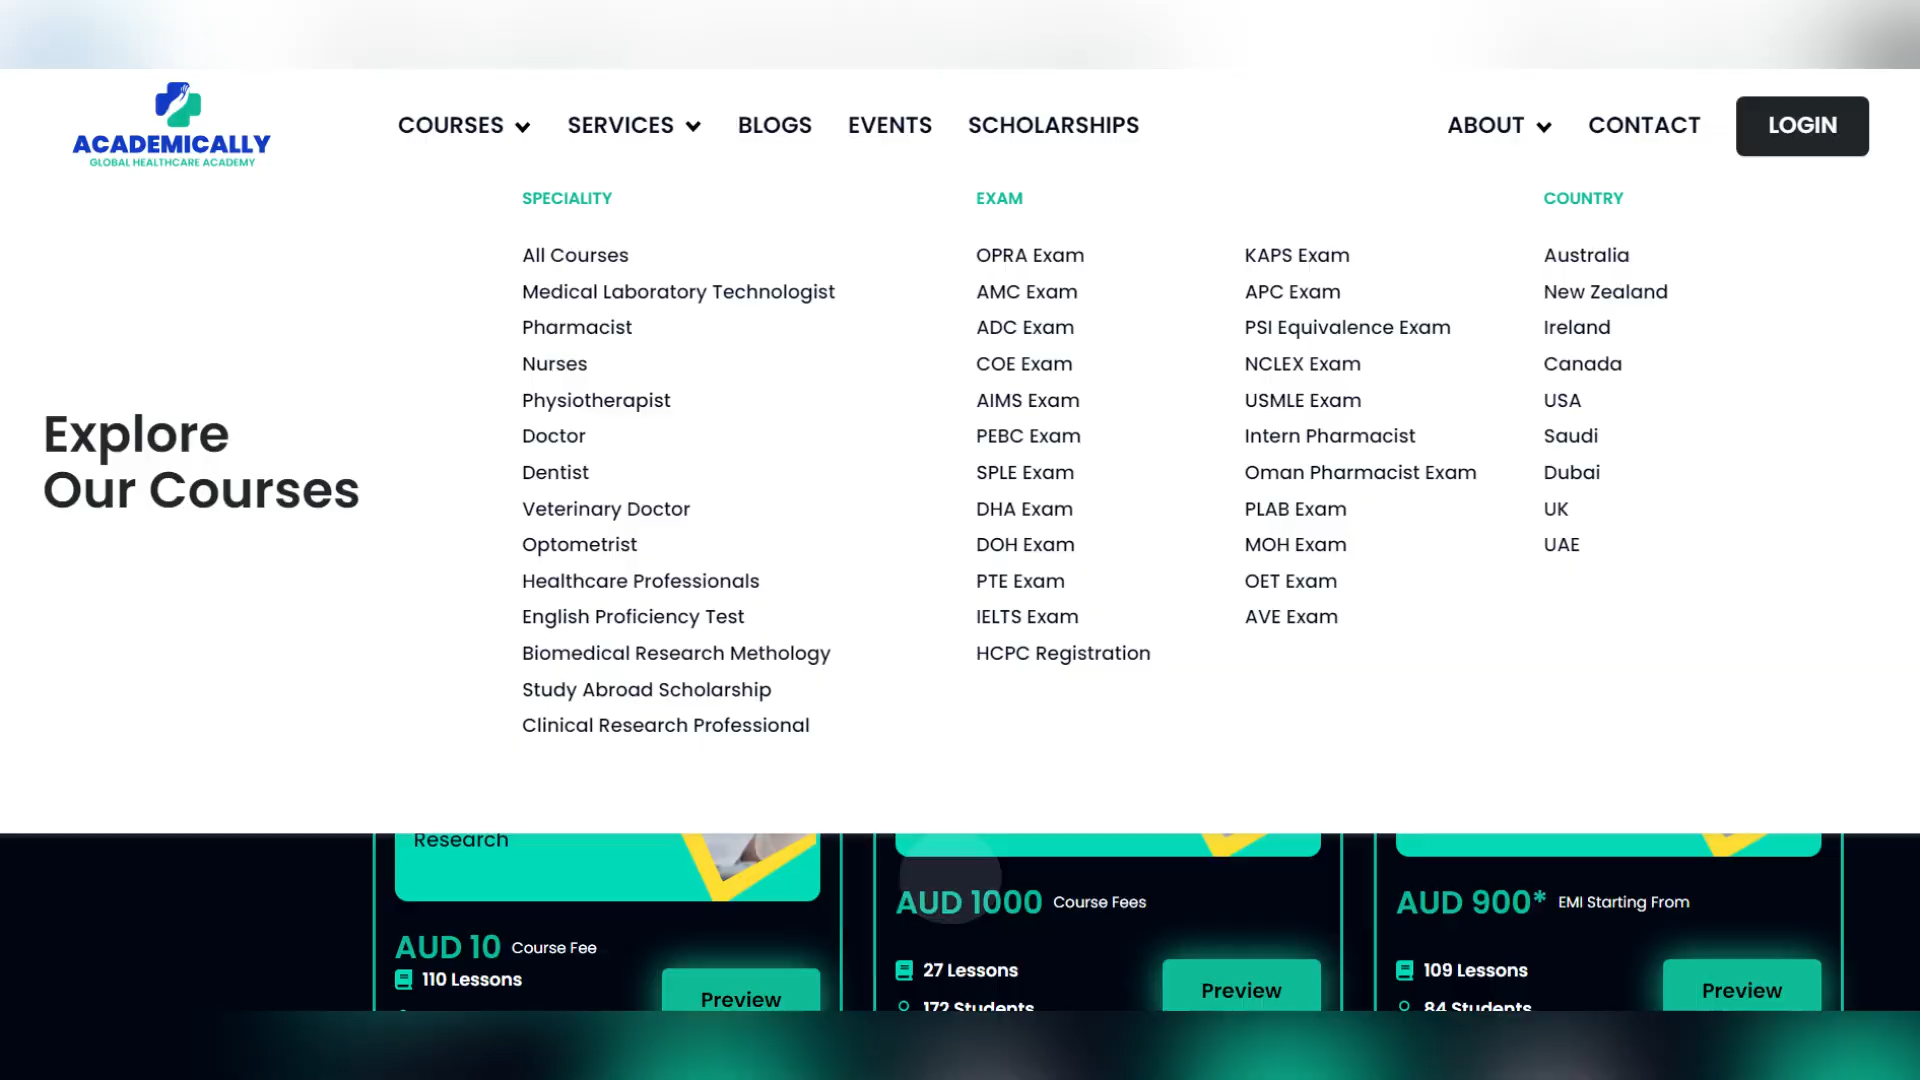 ACADEMICALLY
GLOBAL HEALTHCARE ACADEMY
COURSES
SERVICES
BLOGS
EVENTS
SCHOLARSHIPS
ABOUT
CONTACT
LOGIN
Explore
Our Courses
SPECIALITY
All Courses
Medical Laboratory Technologist
Pharmacist
Nurses
Physiotherapist
Doctor
Dentist
Veterinary Doctor
Optometrist
Healthcare Professionals
English Proficiency Test
Biomedical Research Methology
Study Abroad Scholarship
Clinical Research Professional
EXAM
OPRA Exam
AMC Exam
ADC Exam
COE Exam
AIMS Exam
PEBC Exam
SPLE Exam
DHA Exam
DOH Exam
PTE Exam
IELTS Exam
HCPC Registration
KAPS Exam
APC Exam
PSI Equivalence Exam
NCLEX Exam
USMLE Exam
Intern Pharmacist
Oman Pharmacist Exam
PLAB Exam
MOH Exam
OET Exam
AVE Exam
COUNTRY
Australia
New Zealand
Ireland
Canada
USA
Saudi
Dubai
UK
UAE
Research
AUD 10 Course Fee
110 Lessons
Preview
AUD 1000 Course Fees
27 Lessons
172 Students
Preview
AUD 900* EMI Starting From
109 Lessons
84 Students
Preview